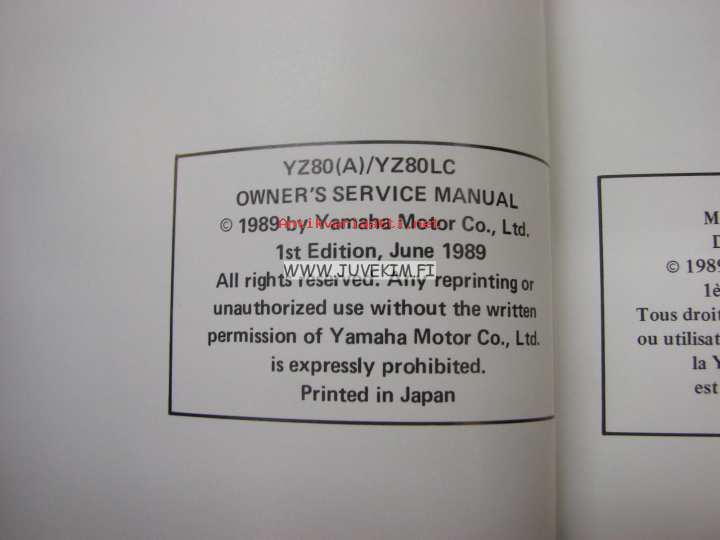 YZ80(A)/YZ80LC
OWNER'S SERVICE MANUAL
© 1989 by Yamaha Motor Co., Ltd.
Antikvariaatti.net
1st Edition, June 1989
WWW.JUVEKIM.FI
All rights reserved. Any reprinting or
unauthorized use without the written
permission of Yamaha Motor Co., Ltd.
is expressly prohibited.
Printed in Japan
© 1989
Tous droit
ou utilisat
la Y
est